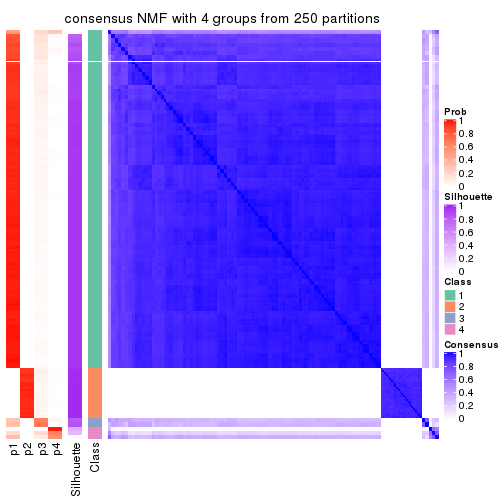 consensus NMF with 4 groups from 250 partitions
Prob
1
0.8
0.6
0.4
0.2
0
Silhouette
1
0.8
0.6
0.4
0.2
0
Class
1
2
3
4
Consensus
1
0.8
0.6
0.4
0.2
0
p1
p2
p3
p4
Silhouette
Class